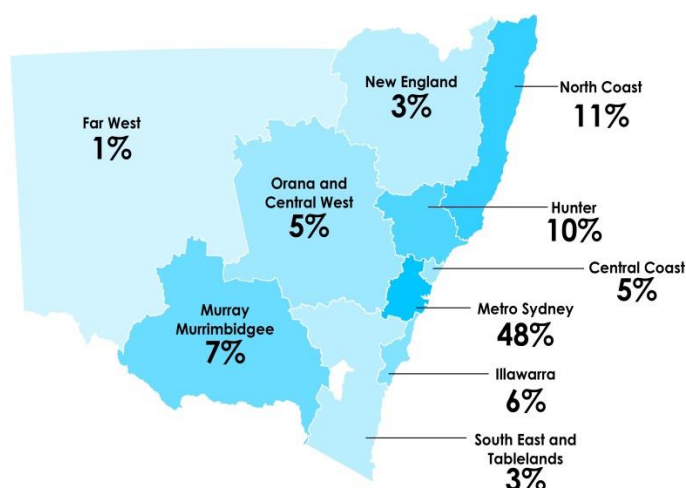 New England
3%
North Coast
11%
Far West
1%
Orana and
Central West
5%
Hunter
10%
Central Coast
5%
Metro Sydney
48%
Murray
Murrimbidgee
7%
Illawarra
6%
South East and
Tablelands
3%